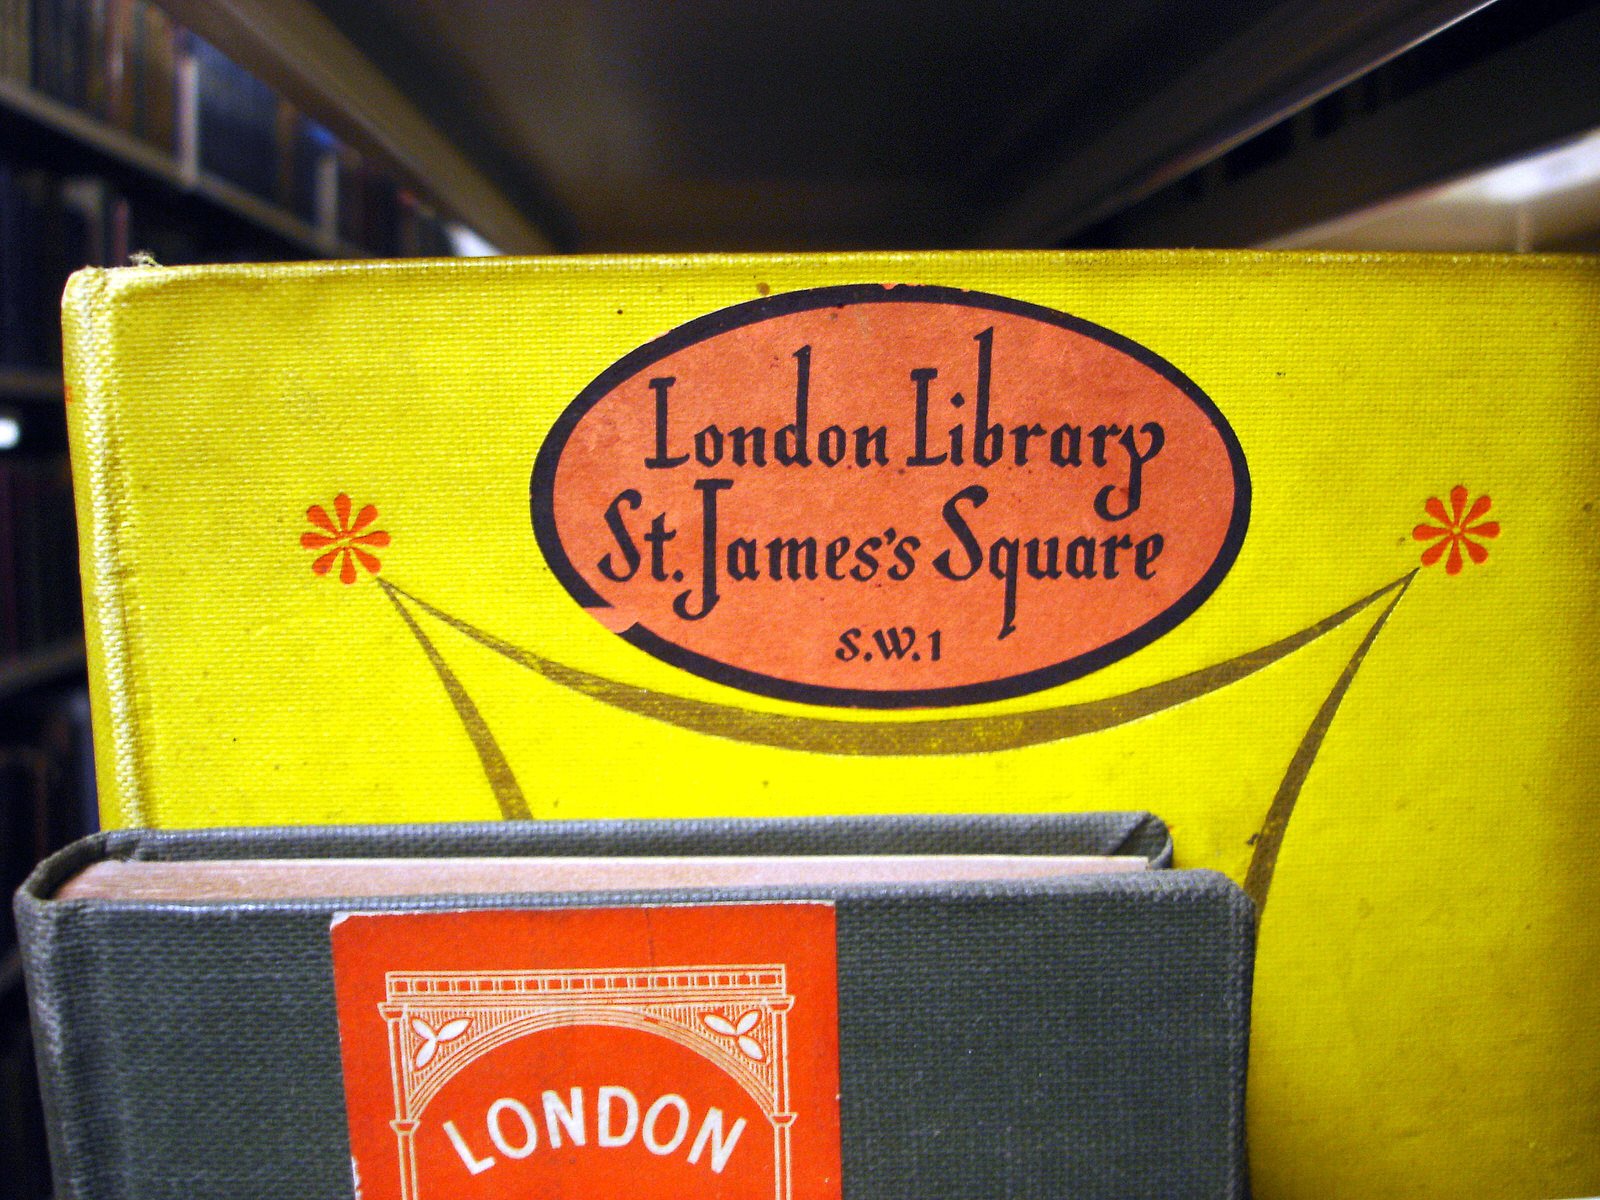 London Library
St. James's Square
S.W.1
LONDON